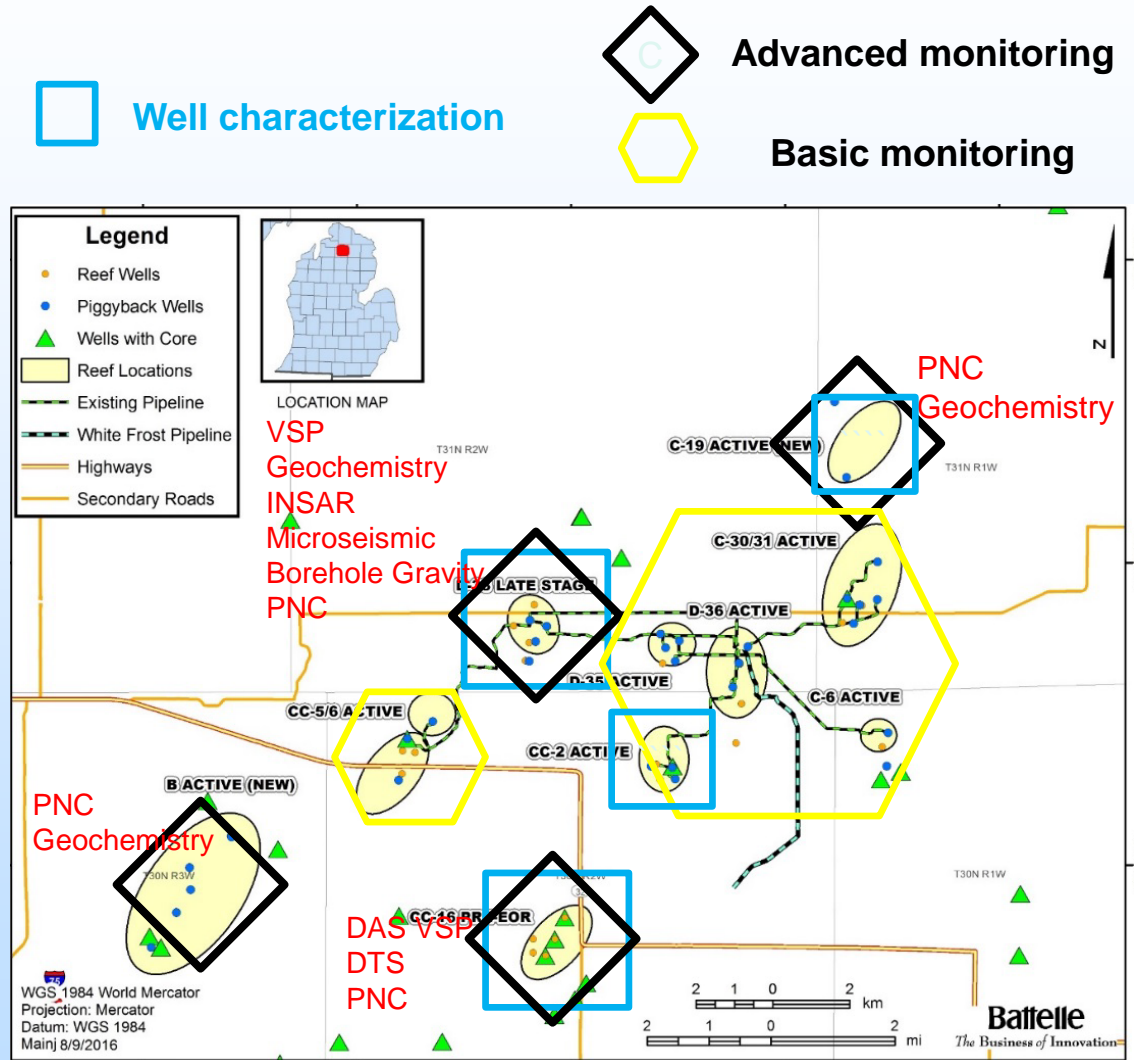 C
Advanced monitoring
Well characterization
Basic monitoring
Legend
Reef Wells
Piggyback Wells
Wells with Core
Reef Locations
Existing Pipeline
White Frost Pipeline
Highways
Secondary Roads
LOCATION MAP
N
PNC
Geochemistry
C-19 ACTIVE (NEW)
T31N R1W
VSP
Geochemistry
INSAR
Microseismic
Borehole Gravity
PNC
T31N R2W
C-30/31 ACTIVE
LATE STAGE
D-36 ACTIVE
D-35 ACTIVE
C-6 ACTIVE
CC-5/6 ACTIVE
CC-2 ACTIVE
B ACTIVE (NEW)
PNC
Geochemistry
T30N R3W
T30N R1W
DAS VSP
DTS
PNC
75
WGS 1984 World Mercator
Projection: Mercator
Datum: WGS 1984
Mainj 8/9/2016
2 1 0 2
km
2 1 0 2
mi
Battelle
The Business of Innovation